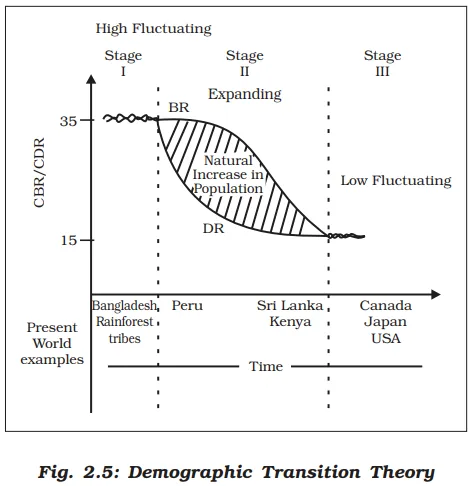 High Fluctuating
Stage
I
Stage
II
Stage
III
Expanding
BR
35
Natural
Increase in
Population
Low Fluctuating
CBR/CDR
DR
15
Bangladesh
Rainforest
tribes
Peru
Sri Lanka
Kenya
Canada
Japan
USA
Present
World
examples
Time
Fig. 2.5: Demographic Transition Theory